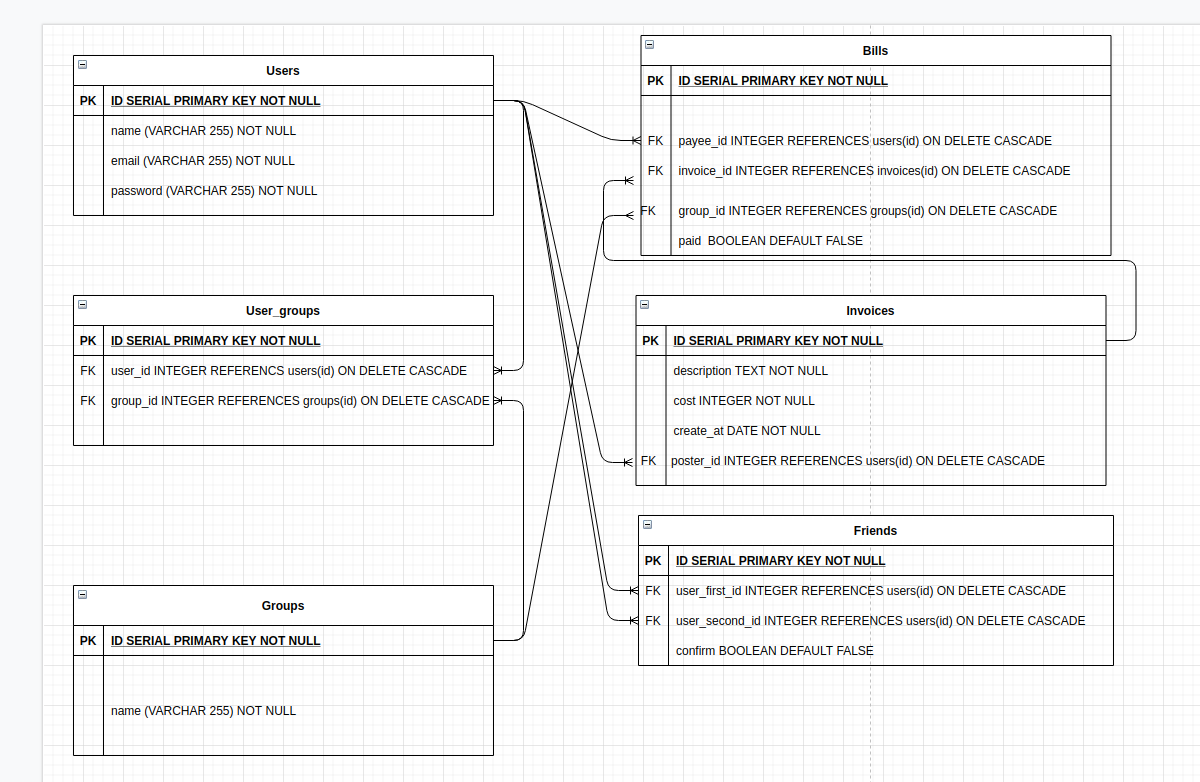 Users
PK ID SERIAL PRIMARY KEY NOT NULL
name (VARCHAR 255) NOT NULL
email (VARCHAR 255) NOT NULL
password (VARCHAR 255) NOT NULL
User_groups
PK ID SERIAL PRIMARY KEY NOT NULL
FK user_id INTEGER REFERENCS users(id) ON DELETE CASCADE
FK group_id INTEGER REFERENCES groups(id) ON DELETE CASCADE
Groups
PK ID SERIAL PRIMARY KEY NOT NULL
name (VARCHAR 255) NOT NULL
Bills
PK ID SERIAL PRIMARY KEY NOT NULL
FK payee_id INTEGER REFERENCES users(id) ON DELETE CASCADE
FK invoice_id INTEGER REFERENCES invoices(id) ON DELETE CASCADE
FK group_id INTEGER REFERENCES groups(id) ON DELETE CASCADE
paid  BOOLEAN DEFAULT FALSE
Invoices
PK ID SERIAL PRIMARY KEY NOT NULL
description TEXT NOT NULL
cost INTEGER NOT NULL
create_at DATE NOT NULL
FK poster_id INTEGER REFERENCES users(id) ON DELETE CASCADE
Friends
PK ID SERIAL PRIMARY KEY NOT NULL
FK user_first_id INTEGER REFERENCES users(id) ON DELETE CASCADE
FK user_second_id INTEGER REFERENCES users(id) ON DELETE CASCADE
confirm BOOLEAN DEFAULT FALSE